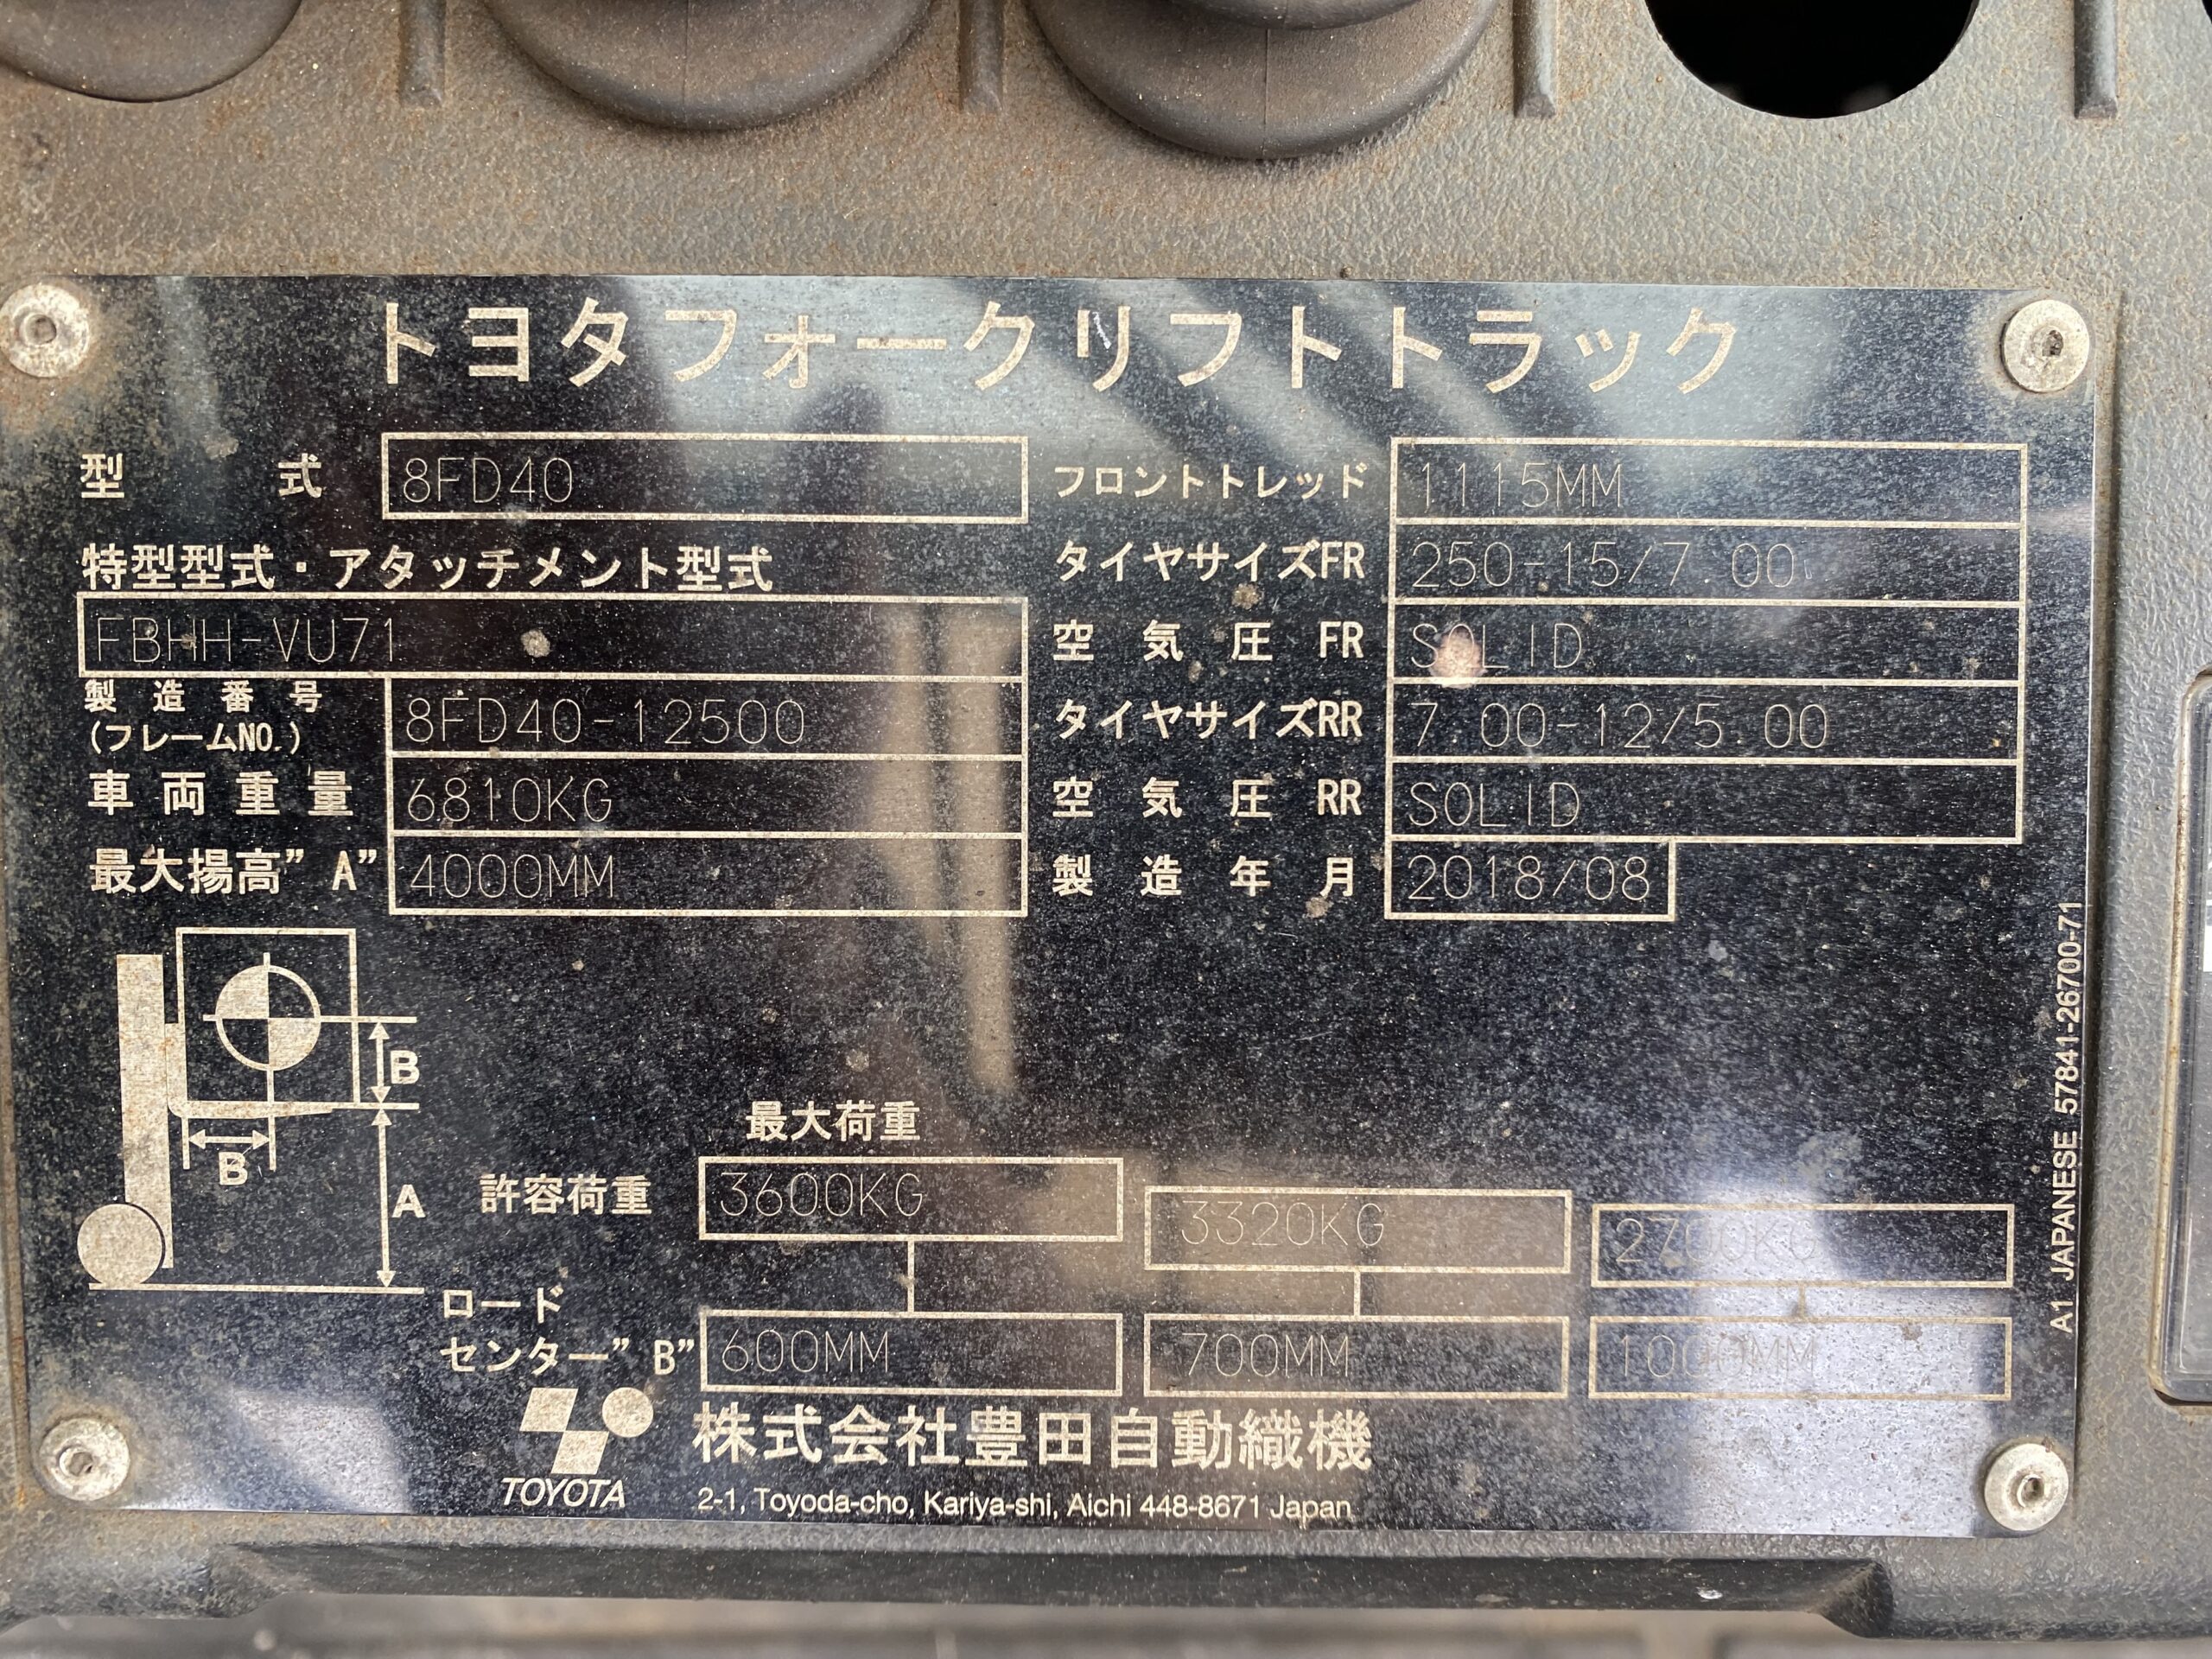 トヨタフォークリフトトラック
型 式 8FD40
特型型式・アタッチメント型式
FBHH-VU71
製造番号
(フレームNO.) 8FD40-12500
車両重量 6810KG
最大揚高"A" 4000MM
フロントトレッド 1115MM
タイヤサイズFR 250-15/7.00
空気圧 FR SOLID
タイヤサイズRR 7.00-12/5.00
空気圧 RR SOLID
製造年月 2018/08
B
B
A
最大荷重
許容荷重 3600KG 3320KG 2700KG
ロード
センター"B" 600MM 700MM 1000MM
TOYOTA
株式会社豊田自動織機
2-1, Toyoda-cho, Kariya-shi, Aichi 448-8671 Japan
A1 JAPANESE 57841-26700-71